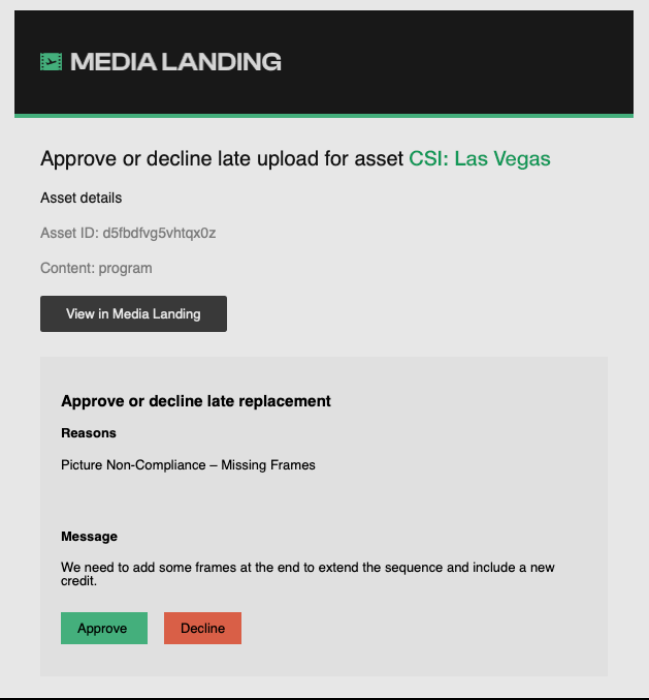 MEDIA LANDING
Approve or decline late upload for asset CSI: Las Vegas
Asset details
Asset ID: d5fbdfvg5vhtqx0z
Content: program
View in Media Landing
Approve or decline late replacement
Reasons
Picture Non-Compliance – Missing Frames
Message
We need to add some frames at the end to extend the sequence and include a new
credit.
Approve
Decline